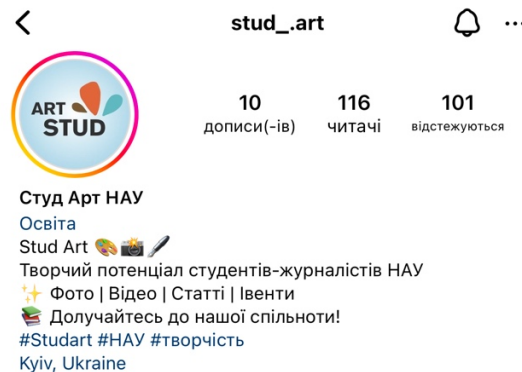 stud_.art
ART
STUD
10 116 101
дописи(-ів) читачі відстежуються
Студ Арт НАУ
Освіта
Stud Art 🎨📸🖋️
Творчий потенціал студентів-журналістів НАУ
✨ Фото | Відео | Статті | Івенти
📚 Долучайтесь до нашої спільноти!
#Studart #НАУ #творчість
Kyiv, Ukraine